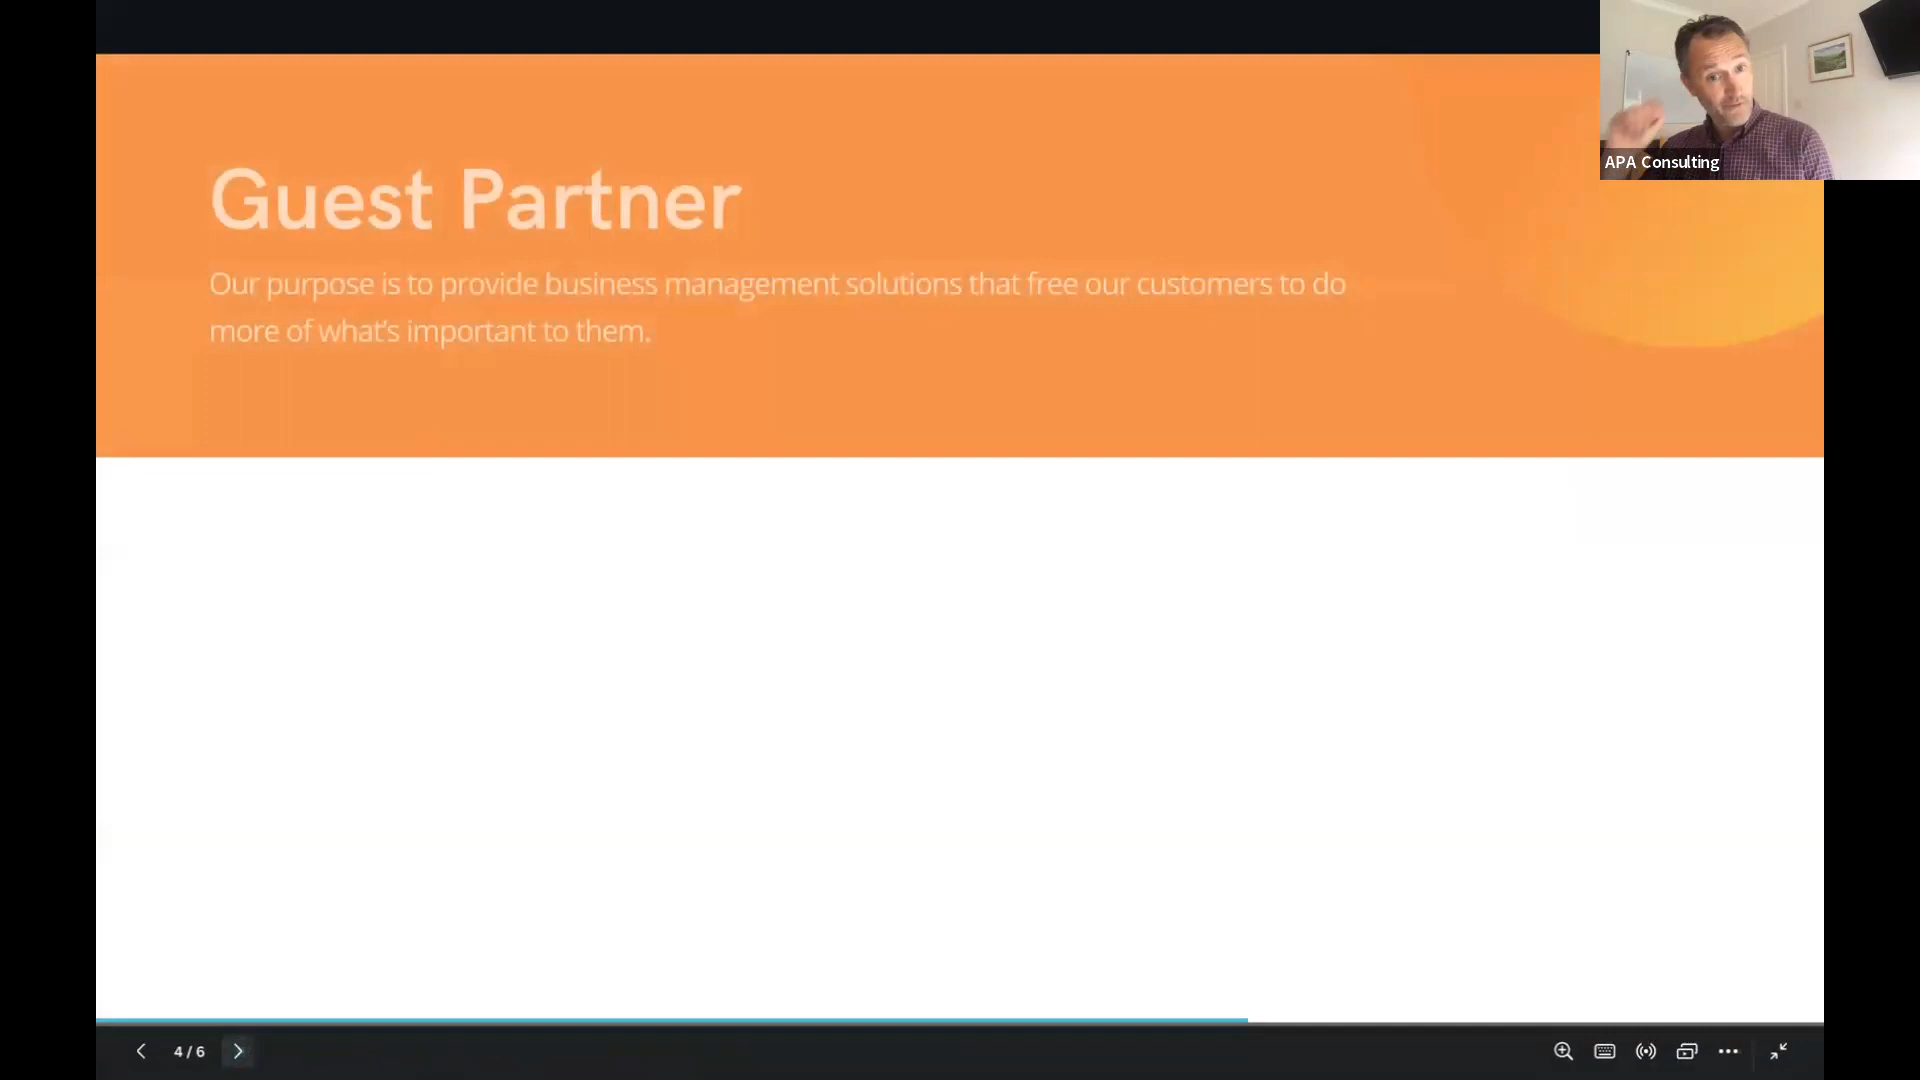 APA Consulting
Guest Partner
Our purpose is to provide business management solutions that free our customers to do
more of what's important to them.
4 / 6